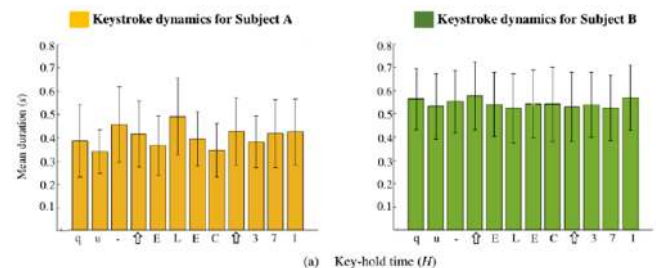 Keystroke dynamics for Subject A
Keystroke dynamics for Subject B
Mean duration (s)
0.8
0.7
0.6
0.5
0.4
0.3
0.2
0.1
q u - ⇧ E L E C ⇧ 3 7 1
0.8
0.7
0.6
0.5
0.4
0.3
0.2
0.1
q u - ⇧ E L E C ⇧ 3 7 1
(a) Key-hold time (H)